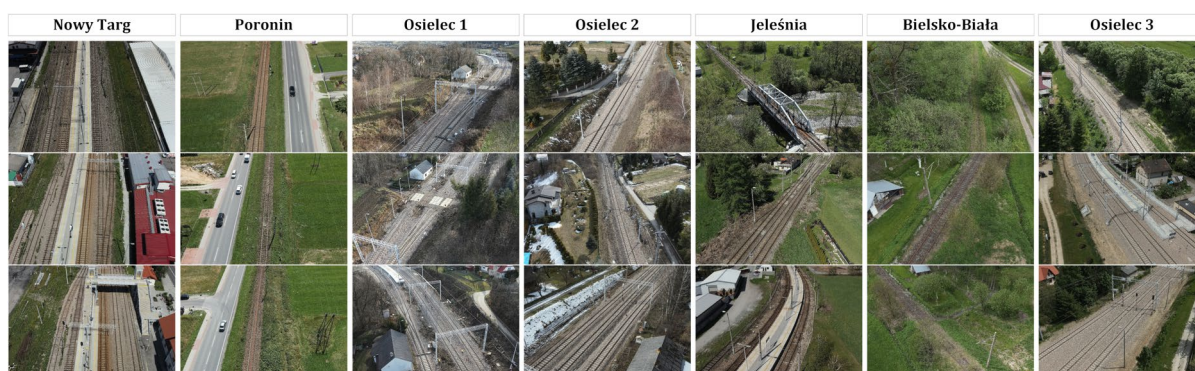 Nowy Targ
Poronin
Osielec 1
Osielec 2
Jeleśnia
Bielsko-Biała
Osielec 3